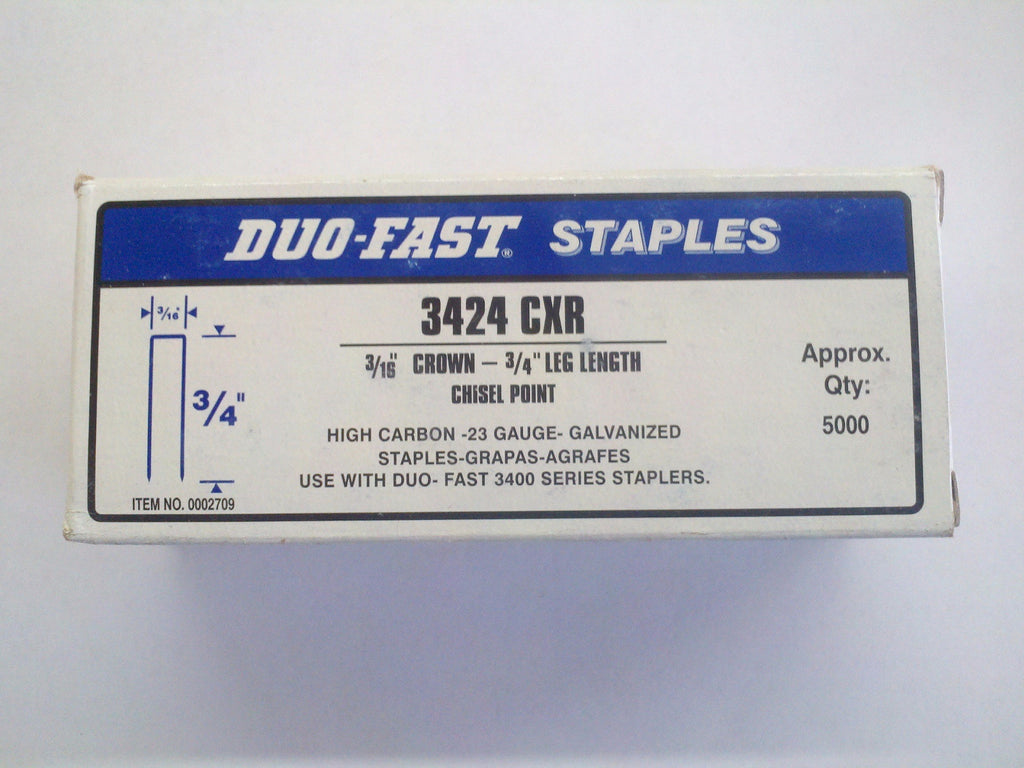 DUO-FAST® STAPLES
3424 CXR
3/16" CROWN – 3/4" LEG LENGTH
CHISEL POINT
HIGH CARBON -23 GAUGE- GALVANIZED
STAPLES-GRAPAS-AGRAFES
USE WITH DUO- FAST 3400 SERIES STAPLERS.
3/16"
3/4"
ITEM NO. 0002709
Approx.
Qty:
5000